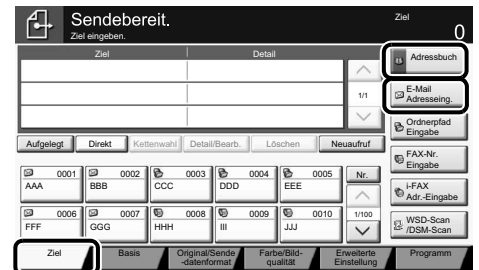 Sendebereit.
Ziel eingeben.
Ziel
0
Ziel Detail
1/1
Aufgelegt Direkt Kettenwahl Detail/Bearb. Löschen Neuaufruf
0001 0002 0003 0004 0005 Nr.
AAA BBB CCC DDD EEE
0006 0007 0008 0009 0010 1/100
FFF GGG HHH III JJJ
Adressbuch
E-Mail
Adresseing.
Ordnerpfad
Eingabe
FAX-Nr.
Eingabe
i-FAX
Adr.-Eingabe
WSD-Scan
/DSM-Scan
Ziel
Basis
Original/Sende
-datenformat
Farbe/Bild-
qualität
Erweiterte
Einstellung
Programm